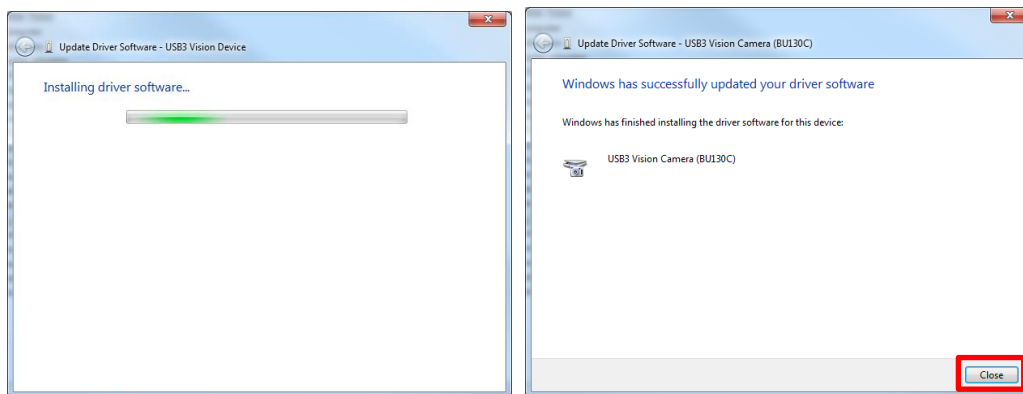 Update Driver Software - USB3 Vision Device
Installing driver software...
Update Driver Software - USB3 Vision Camera (BU130C)
Windows has successfully updated your driver software
Windows has finished installing the driver software for this device:
USB3 Vision Camera (BU130C)
Close